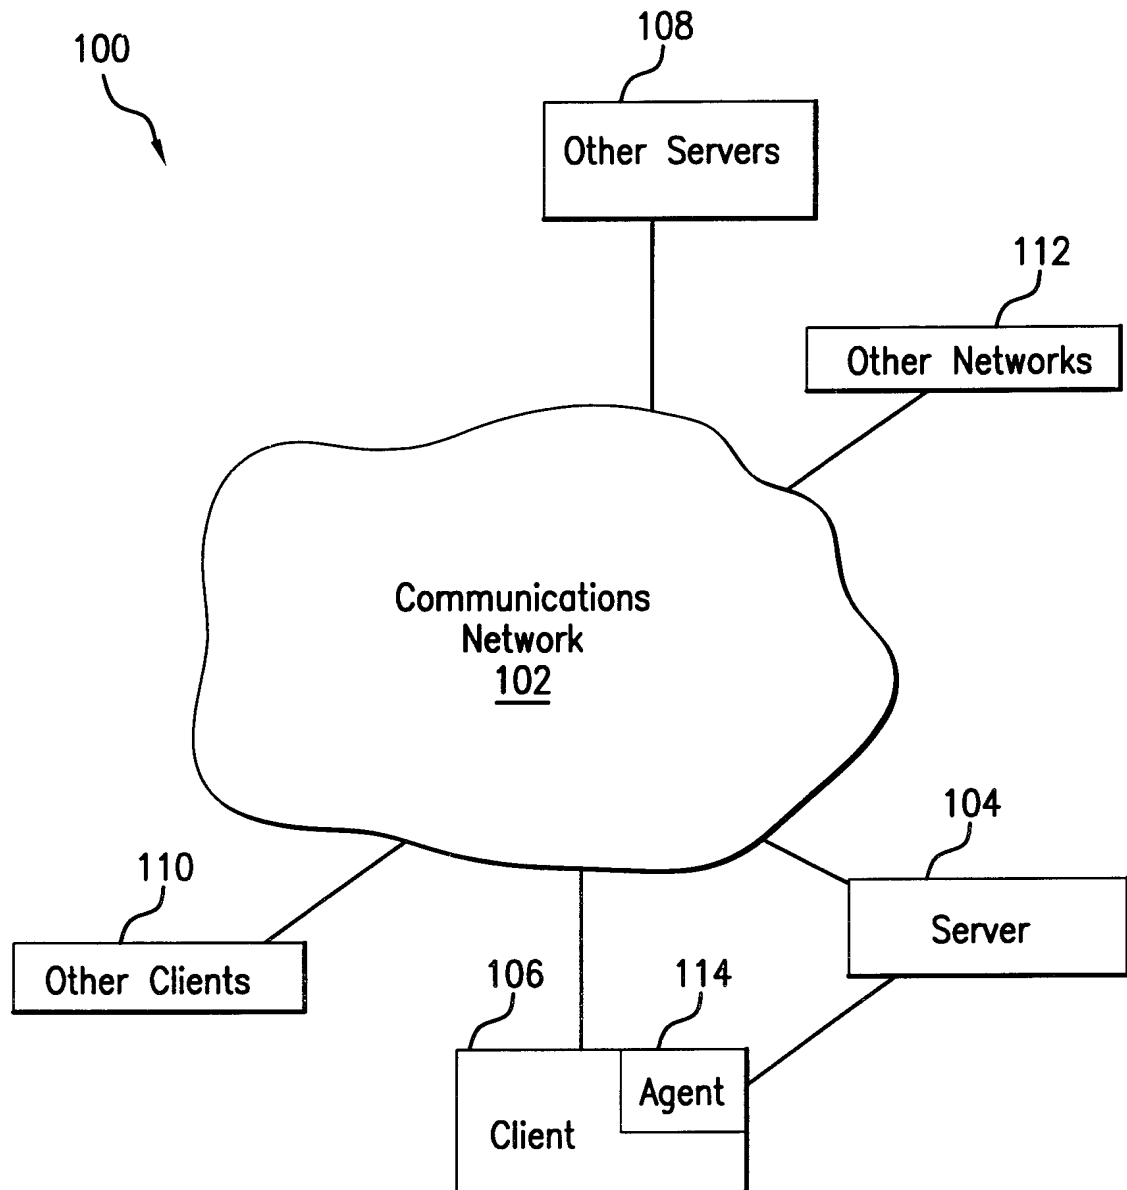 100
108
Other Servers
112
Other Networks
Communications
Network
102
104
Server
110
Other Clients
106
114
Agent
Client